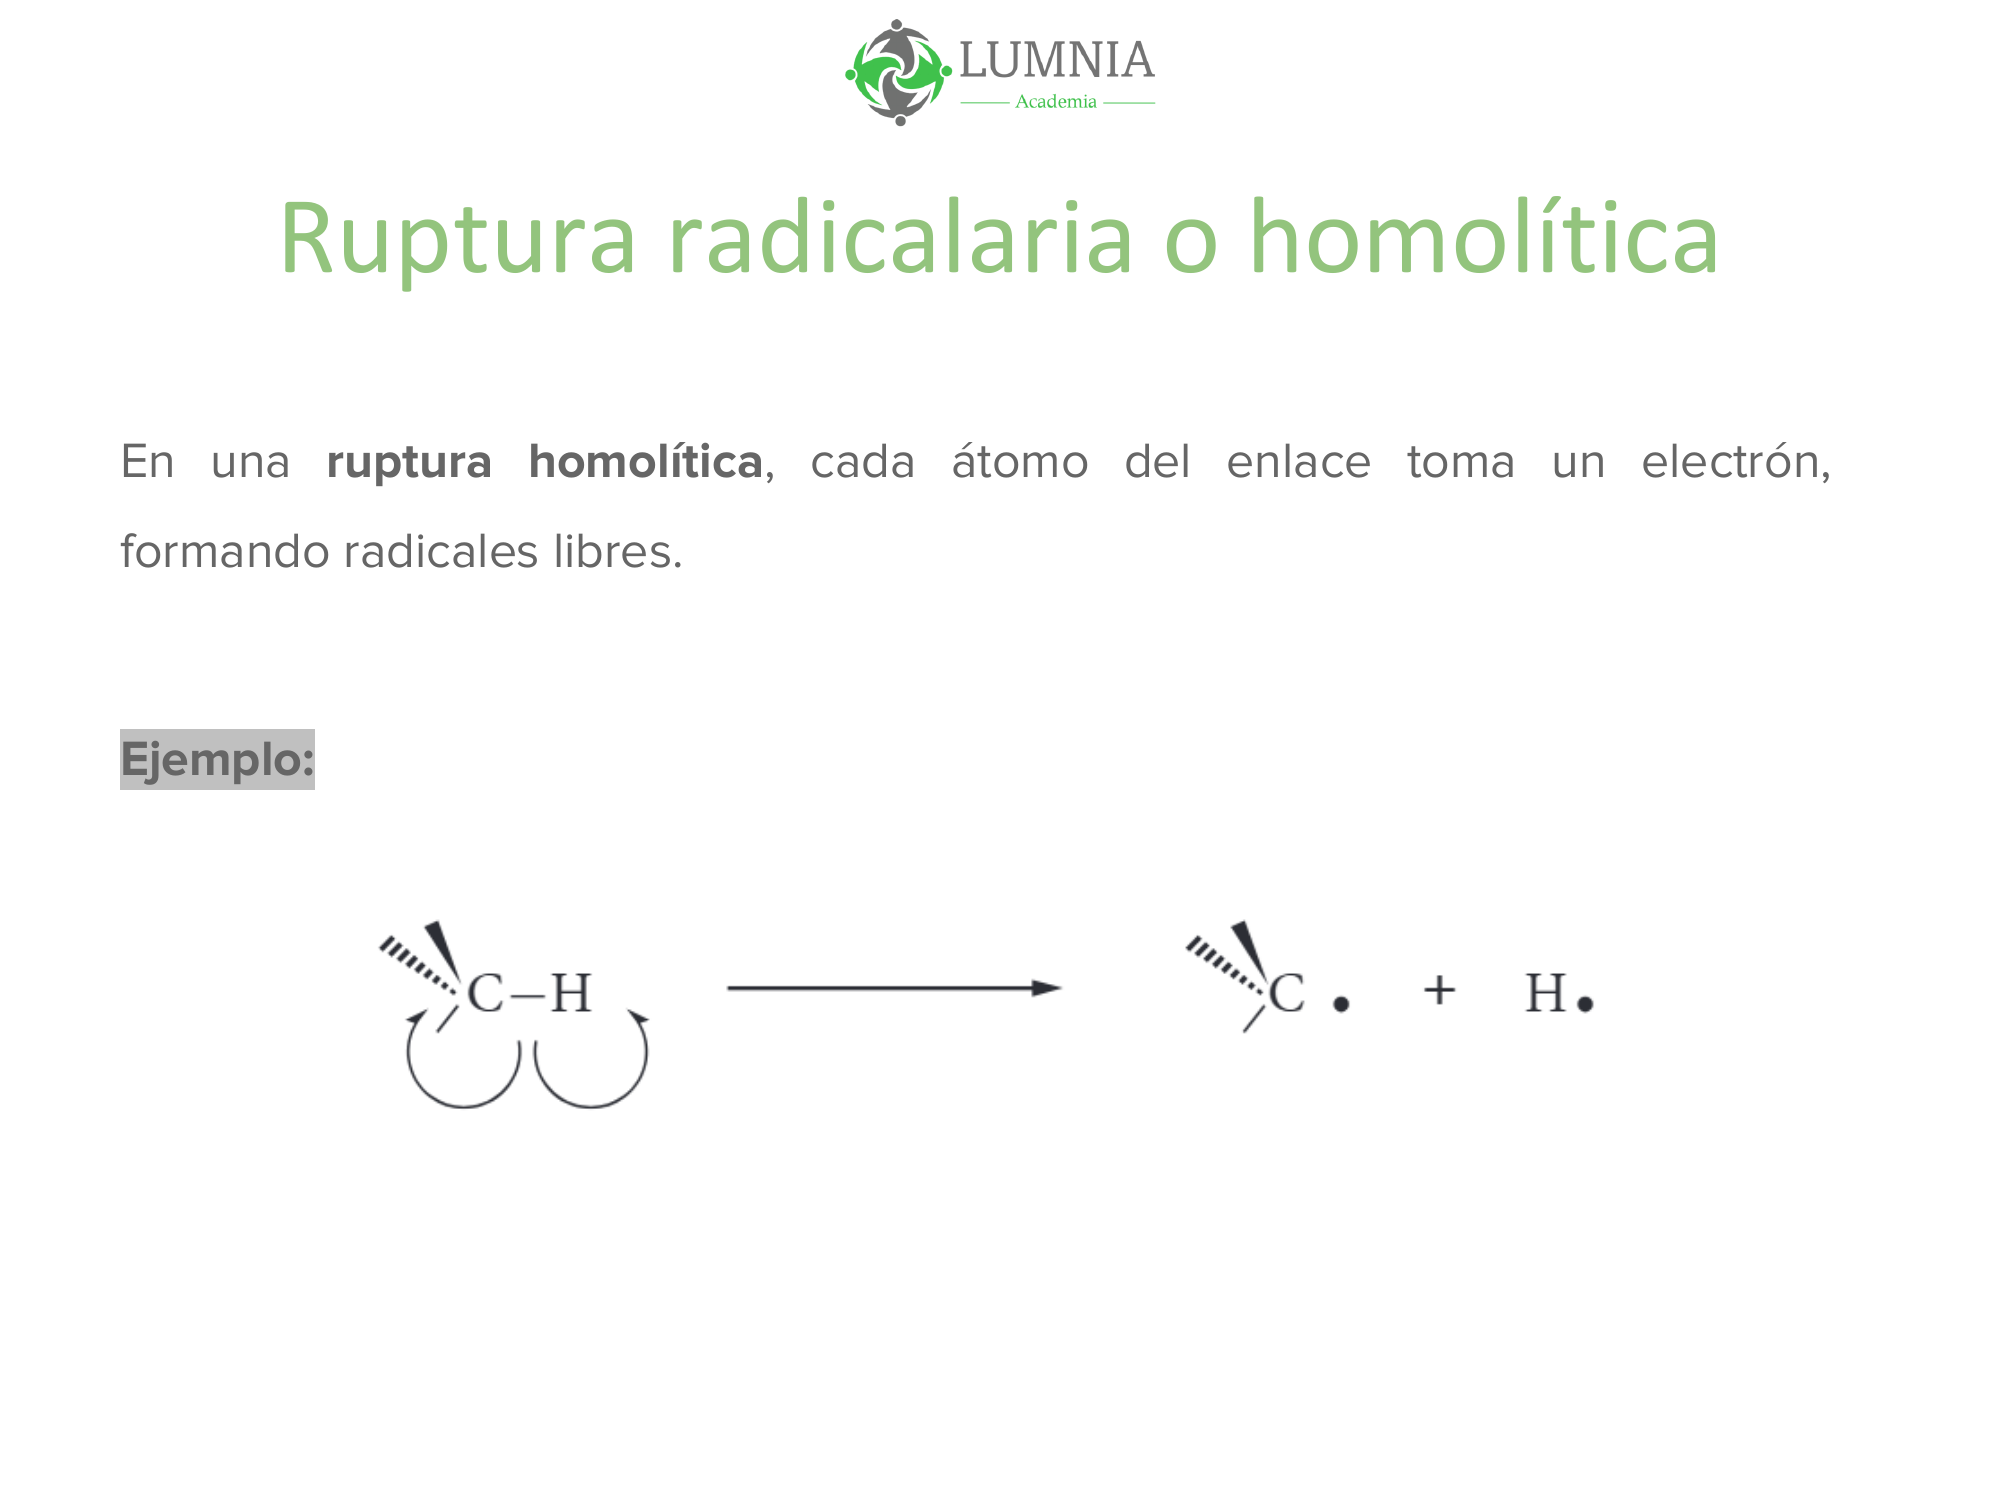 LUMNIA
Academia
Ruptura radicalaria o homolítica
En una ruptura homolítica, cada átomo del enlace toma un electrón,
formando radicales libres.
Ejemplo:
C–H C • + H•